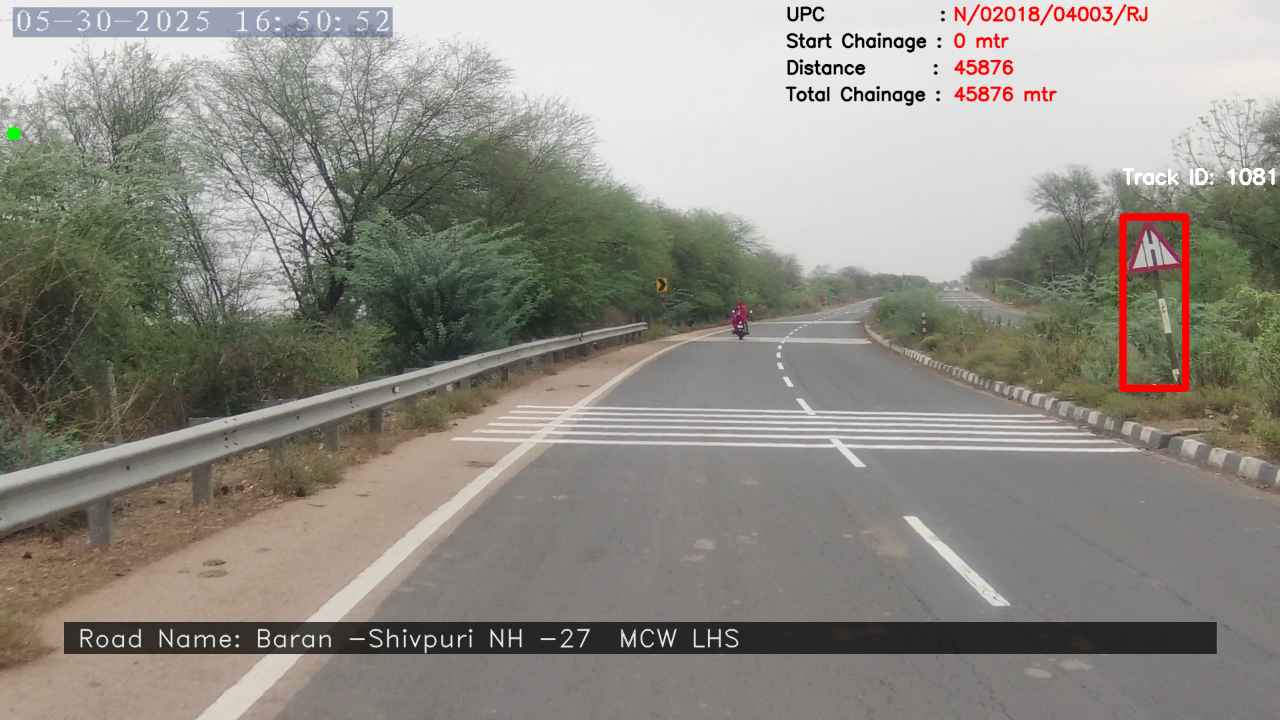 05-30-2025 16:50:52
UPC : N/02018/04003/RJ
Start Chainage : 0 mtr
Distance : 45876
Total Chainage : 45876 mtr
Track ID: 1081
Road Name: Baran -Shivpuri NH -27 MCW LHS